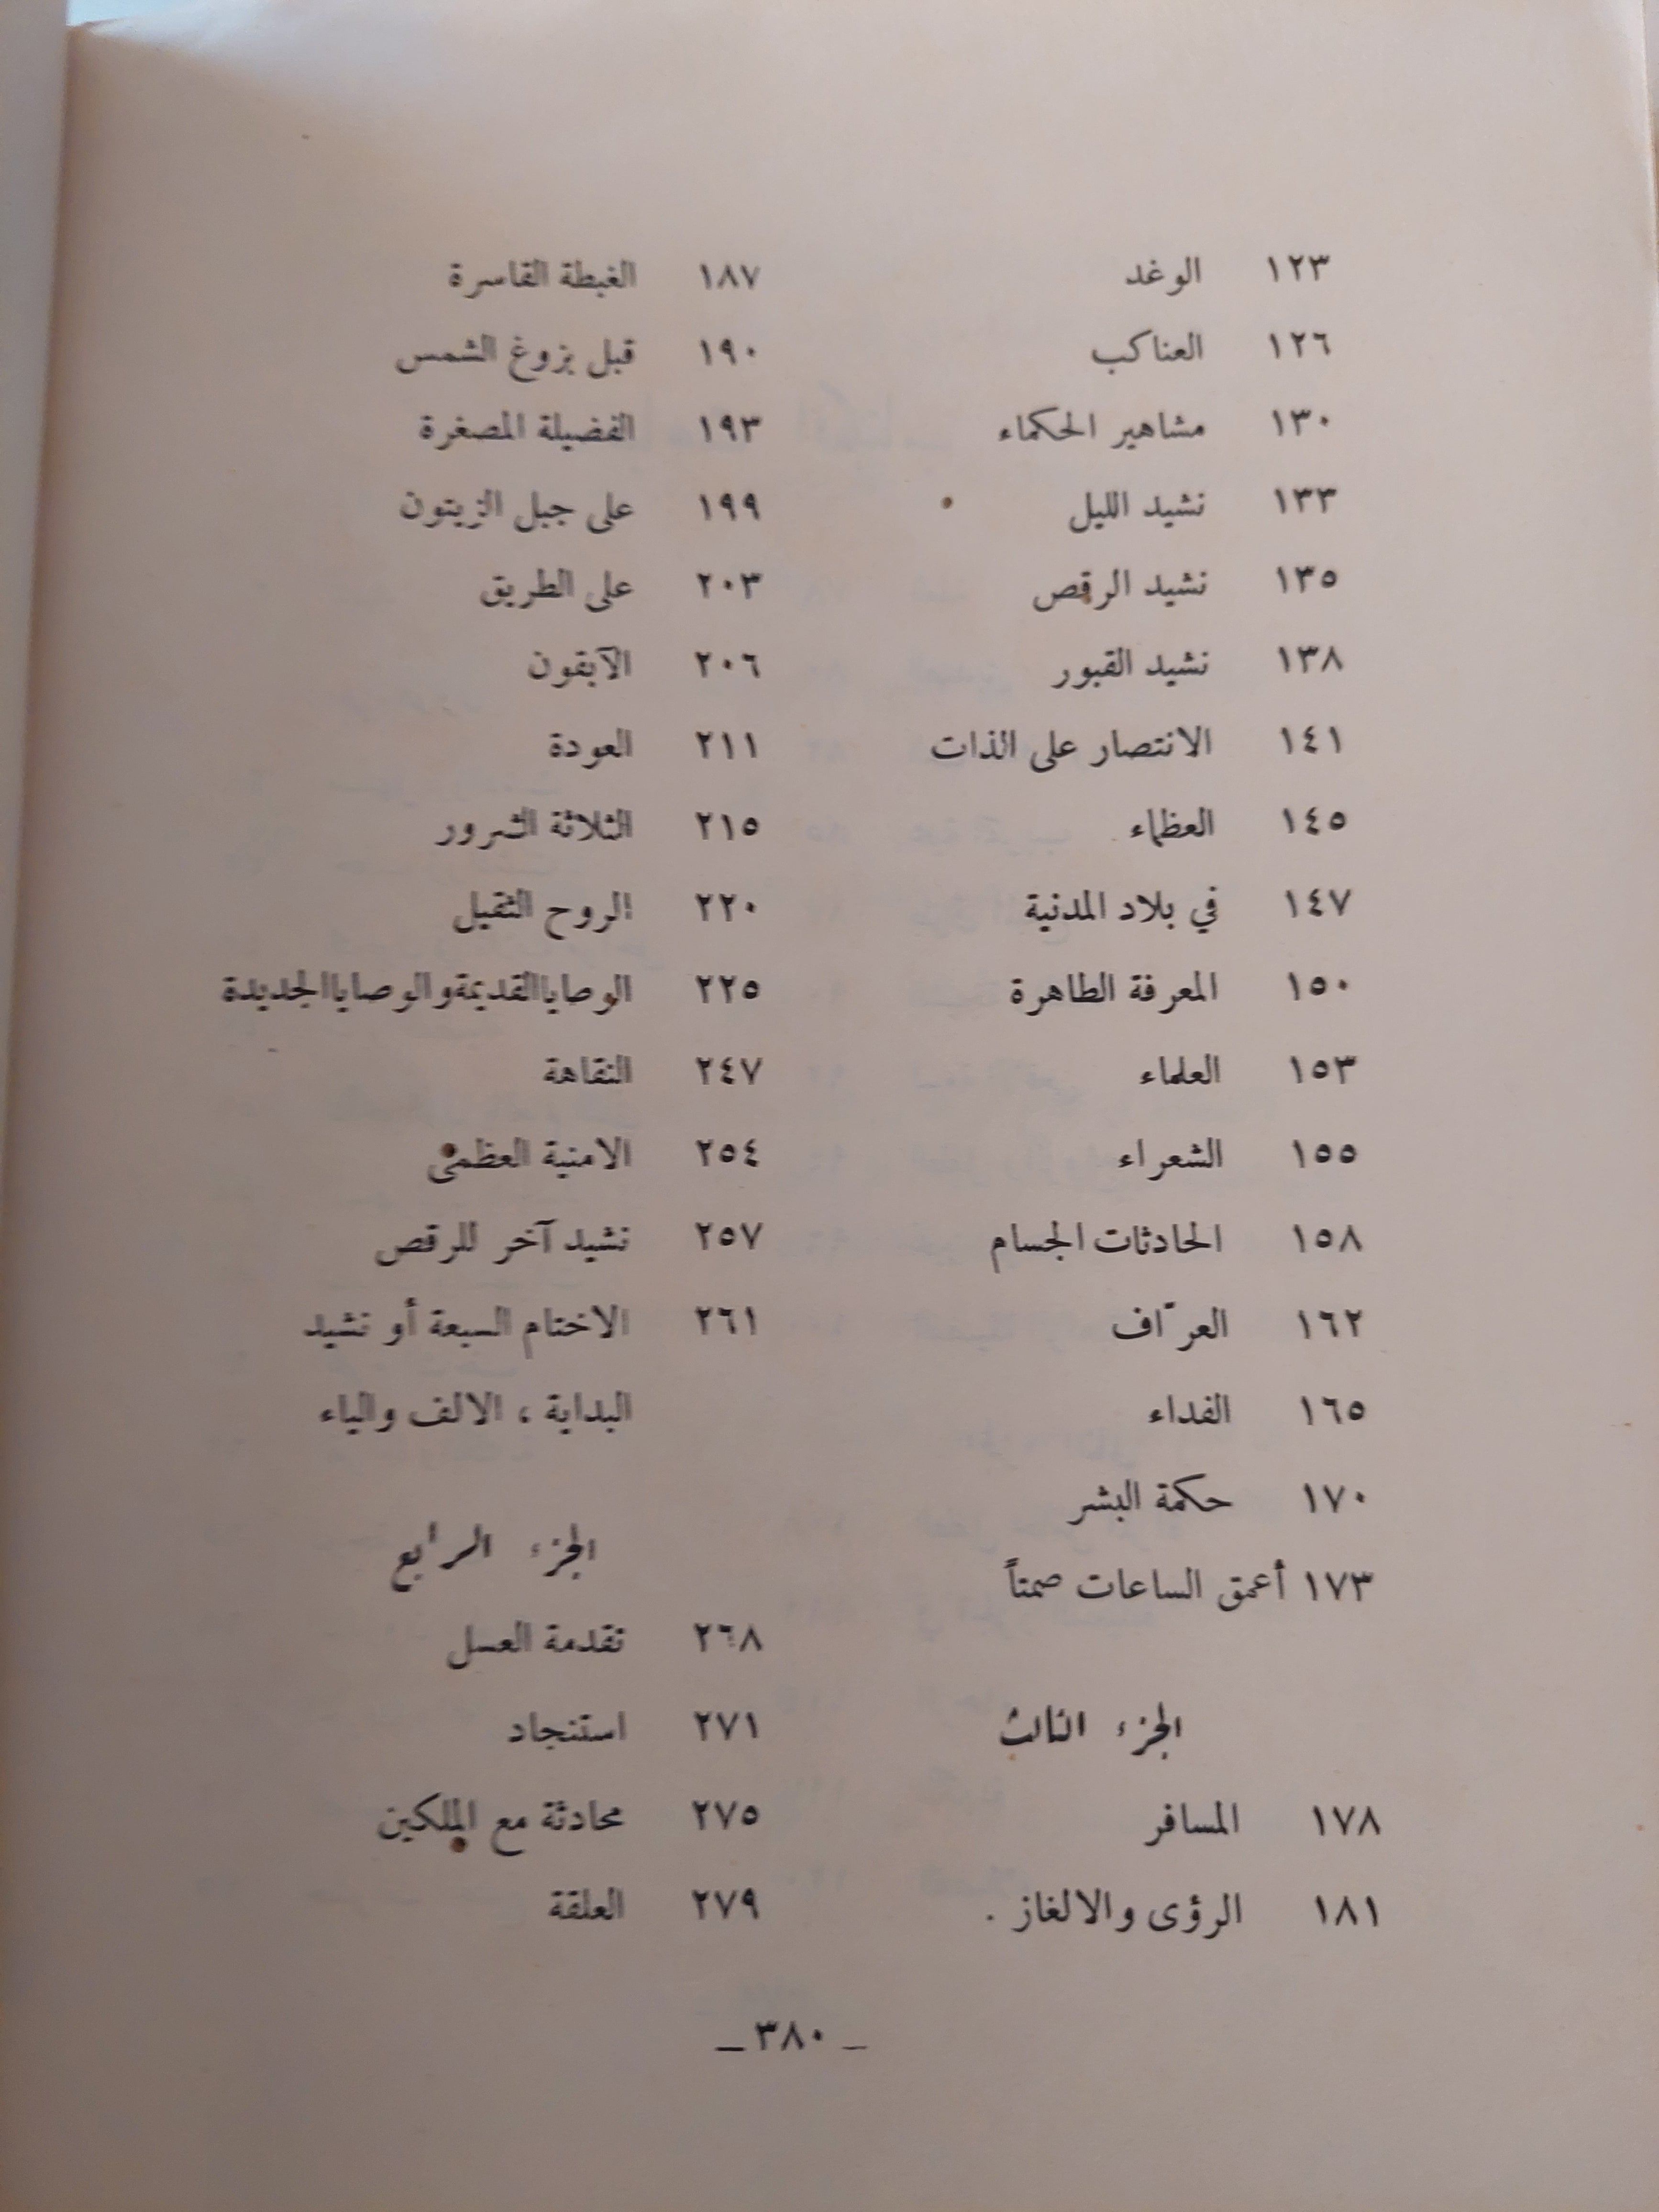 ١٢٣ الوغد
١٢٦ العناكب
١٣٠ مشاهير الحكماء
١٣٣ نشيد الليل
١٣٥ نشيد الرقص
١٣٨ نشيد القبور
١٤١ الانتصار على الذات
١٤٥ العظماء
١٤٧ في بلاد المدنية
١٥٠ المعرفة الطاهرة
١٥٣ العلماء
١٥٥ الشعراء
١٥٨ الحادثات الجسام
١٦٢ العرّاف
١٦٥ الفداء
١٧٠ حكمة البشر
١٧٣ أعمق الساعات صمتاً
الجزء الثالث
١٧٨ المسافر
١٨١ الرؤى والالغاز .
١٨٧ الغبطة القاسرة
١٩٠ قبل بزوغ الشمس
١٩٣ الفضيلة المصغرة
١٩٩ على جبل الزيتون
٢٠٣ على الطريق
٢٠٦ الآبقون
٢١١ العودة
٢١٥ الثلاثة الشرور
٢٢٠ الروح الثقيل
٢٢٥ الوصايا القديمة والوصايا الجديدة
٢٤٧ النقاهة
٢٥٤ الامنية العظمى
٢٥٧ نشيد آخر للرقص
٢٦١ الاختام السبعة أو نشيد
البداية ، الالف والياء
الجزء الرابع
٢٦٨ تقدمة العسل
٢٧١ استنجاد
٢٧٥ محادثة مع الملكين
٢٧٩ العلقة
ـ ٣٨٠ ـ